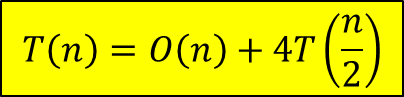 T(n) = O(n) + 4T(n/2)